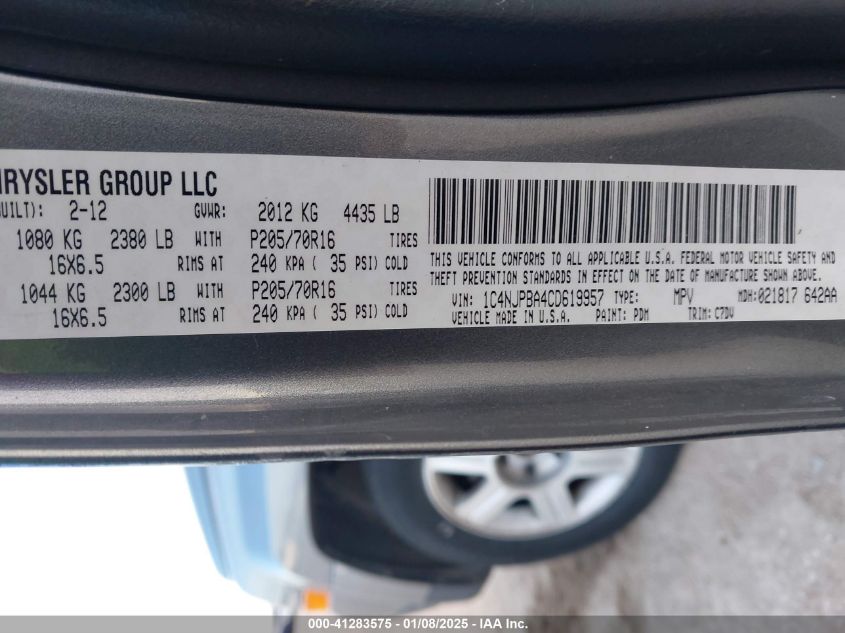 HRYSLER GROUP LLC
UILT): 2-12 GVWR: 2012 KG 4435 LB
1080 KG 2380 LB WITH P205/70R16 TIRES
16X6.5 RIMS AT 240 KPA ( 35 PSI) COLD
1044 KG 2300 LB WITH P205/70R16 TIRES
16X6.5 RIMS AT 240 KPA ( 35 PSI) COLD
THIS VEHICLE CONFORMS TO ALL APPLICABLE U.S.A. FEDERAL MOTOR VEHICLE SAFETY AND
THEFT PREVENTION STANDARDS IN EFFECT ON THE DATE OF MANUFACTURE SHOWN ABOVE.
VIN: 1C4NJPBA4CD619957 TYPE: MPV MDH:021817 642AA
VEHICLE MADE IN U.S.A. PAINT: PDM TRIM: C7DV
000-41283575 | 01/08/2025 | IAA Inc.